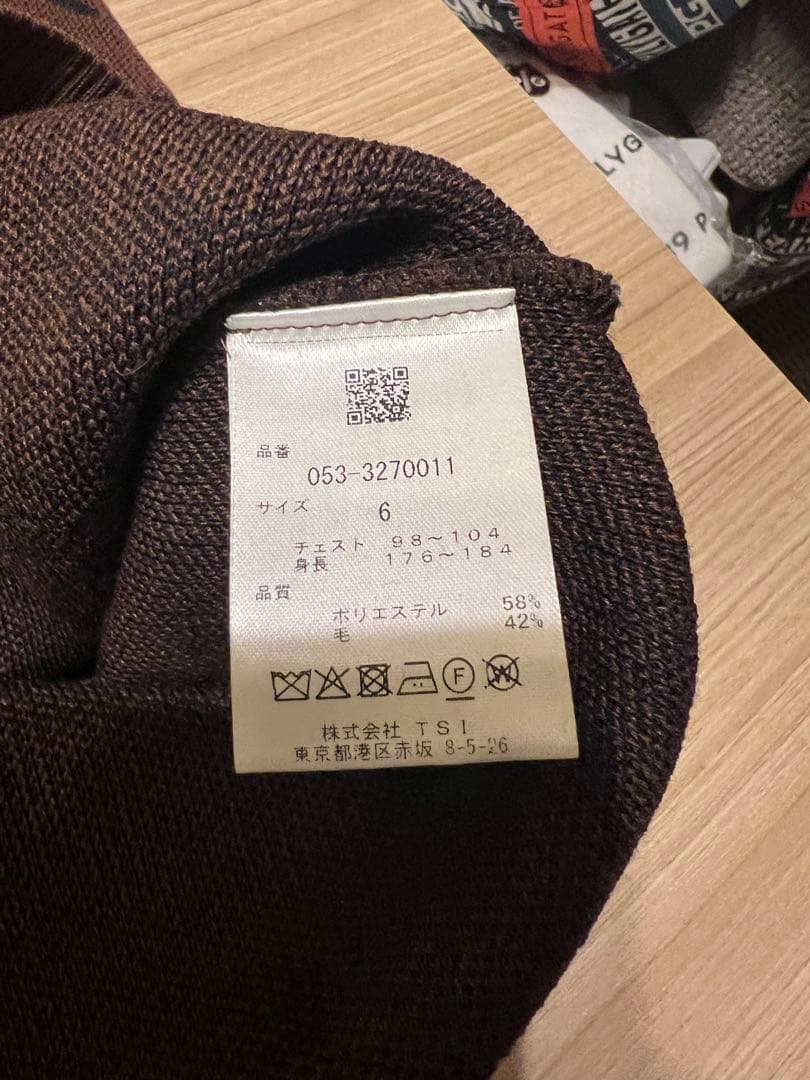 品番
053-3270011
サイズ
6
チェスト 98～104
身長 176～184
品質
ポリエステル 58%
毛 42%
F
W
株式会社 TSI
東京都港区赤坂 8-5-26
LYG